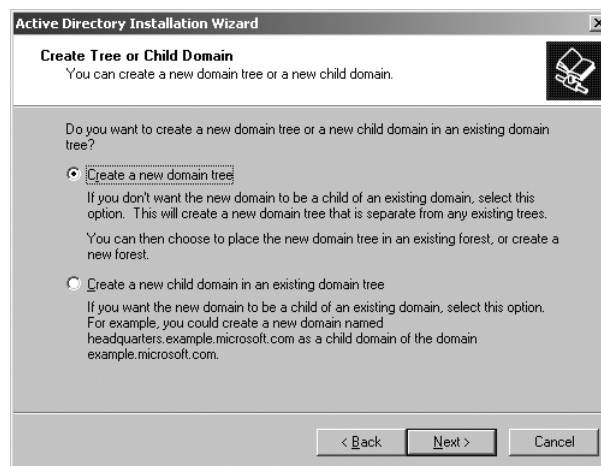 Active Directory Installation Wizard
Create Tree or Child Domain
You can create a new domain tree or a new child domain.
Do you want to create a new domain tree or a new child domain in an existing domain
tree?
Create a new domain tree
If you don't want the new domain to be a child of an existing domain, select this
option. This will create a new domain tree that is separate from any existing trees.
You can then choose to place the new domain tree in an existing forest, or create a
new forest.
Create a new child domain in an existing domain tree
If you want the new domain to be a child of an existing domain, select this option.
For example, you could create a new domain named
headquarters.example.microsoft.com as a child domain of the domain
example.microsoft.com.
< Back Next > Cancel